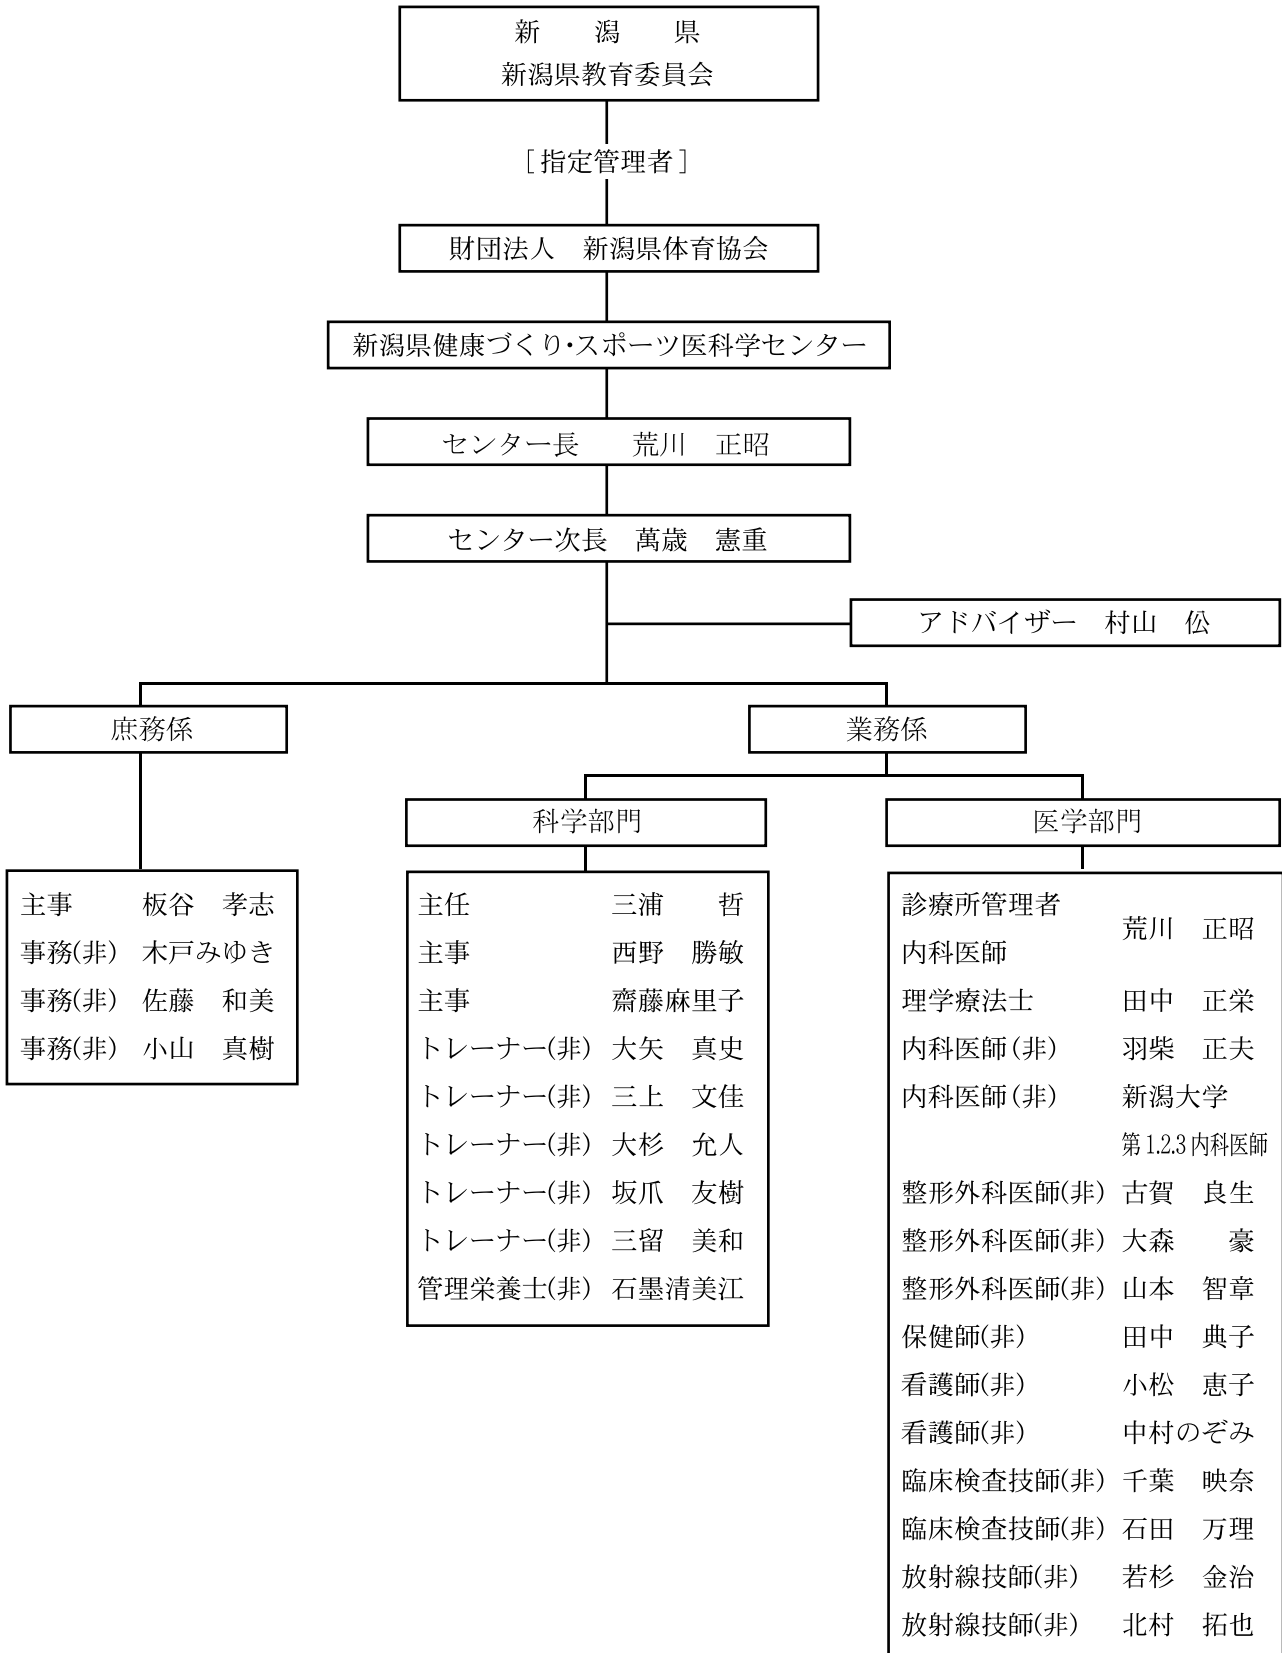 新　潟　県
新潟県教育委員会
［指定管理者］
財団法人　新潟県体育協会
新潟県健康づくり・スポーツ医科学センター
センター長　荒川　正昭
センター次長　萬歳　憲重
アドバイザー　村山　伀
庶務係
業務係
科学部門
医学部門
主事　板谷　孝志
事務(非)　木戸みゆき
事務(非)　佐藤　和美
事務(非)　小山　真樹
主任　三浦　哲
主事　西野　勝敏
主事　齋藤麻里子
トレーナー(非)　大矢　真史
トレーナー(非)　三上　文佳
トレーナー(非)　大杉　允人
トレーナー(非)　坂爪　友樹
トレーナー(非)　三留　美和
管理栄養士(非)　石墨清美江
診療所管理者
荒川　正昭
内科医師
理学療法士　田中　正栄
内科医師(非)　羽柴　正夫
内科医師(非)　新潟大学
第1.2.3内科医師
整形外科医師(非)　古賀　良生
整形外科医師(非)　大森　豪
整形外科医師(非)　山本　智章
保健師(非)　田中　典子
看護師(非)　小松　恵子
看護師(非)　中村のぞみ
臨床検査技師(非)　千葉　映奈
臨床検査技師(非)　石田　万理
放射線技師(非)　若杉　金治
放射線技師(非)　北村　拓也